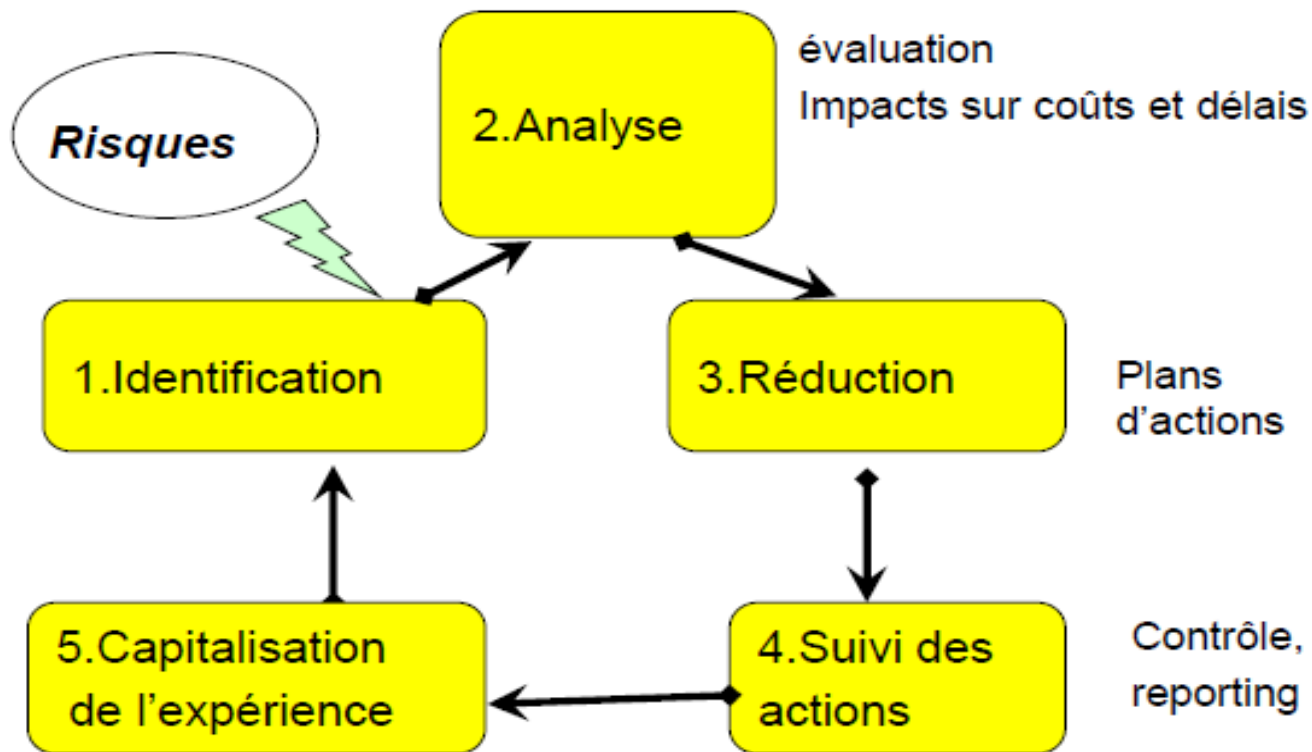 Risques
2.Analyse
évaluation
Impacts sur coûts et délais
1.Identification
3.Réduction
Plans
d’actions
5.Capitalisation
de l’expérience
4.Suivi des
actions
Contrôle,
reporting